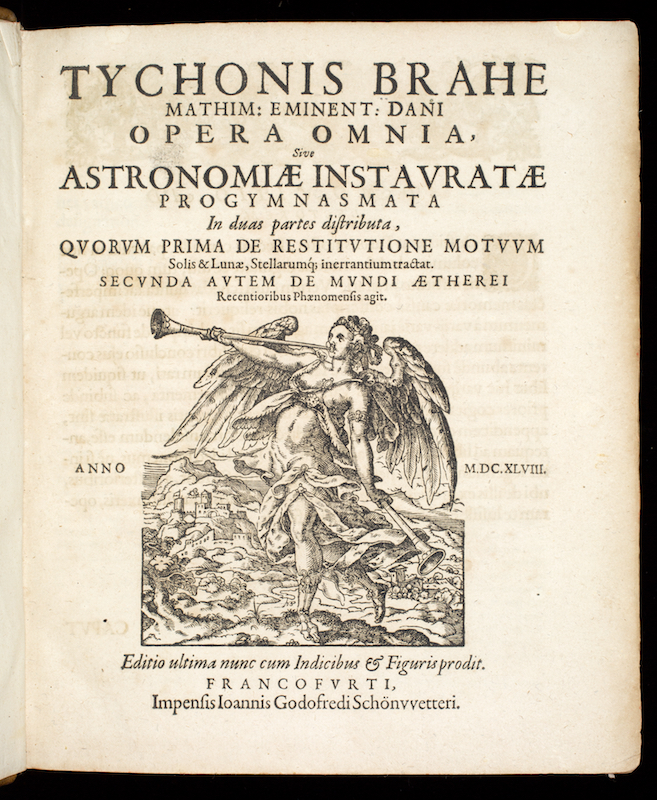 TYCHONIS BRAHE
MATHIM: EMINENT: DANI
OPERA OMNIA,
Sive
ASTRONOMIÆ INSTAVRATÆ
PROGYMNASMATA
In duas partes diſtributa,
QVORVM PRIMA DE RESTITVTIONE MOTVVM
Solis & Lunæ, Stellarumq́; inerrantium tractat.
SECVNDA AVTEM DE MVNDI ÆTHEREI
Recentioribus Phænomenſis agit.
ANNO M.DC.XLVIII.
Editio ultima nunc cum Indicibus & Figuris prodit.
FRANCOFVRTI,
Impenſis Ioannis Godofredi Schönvvetteri.